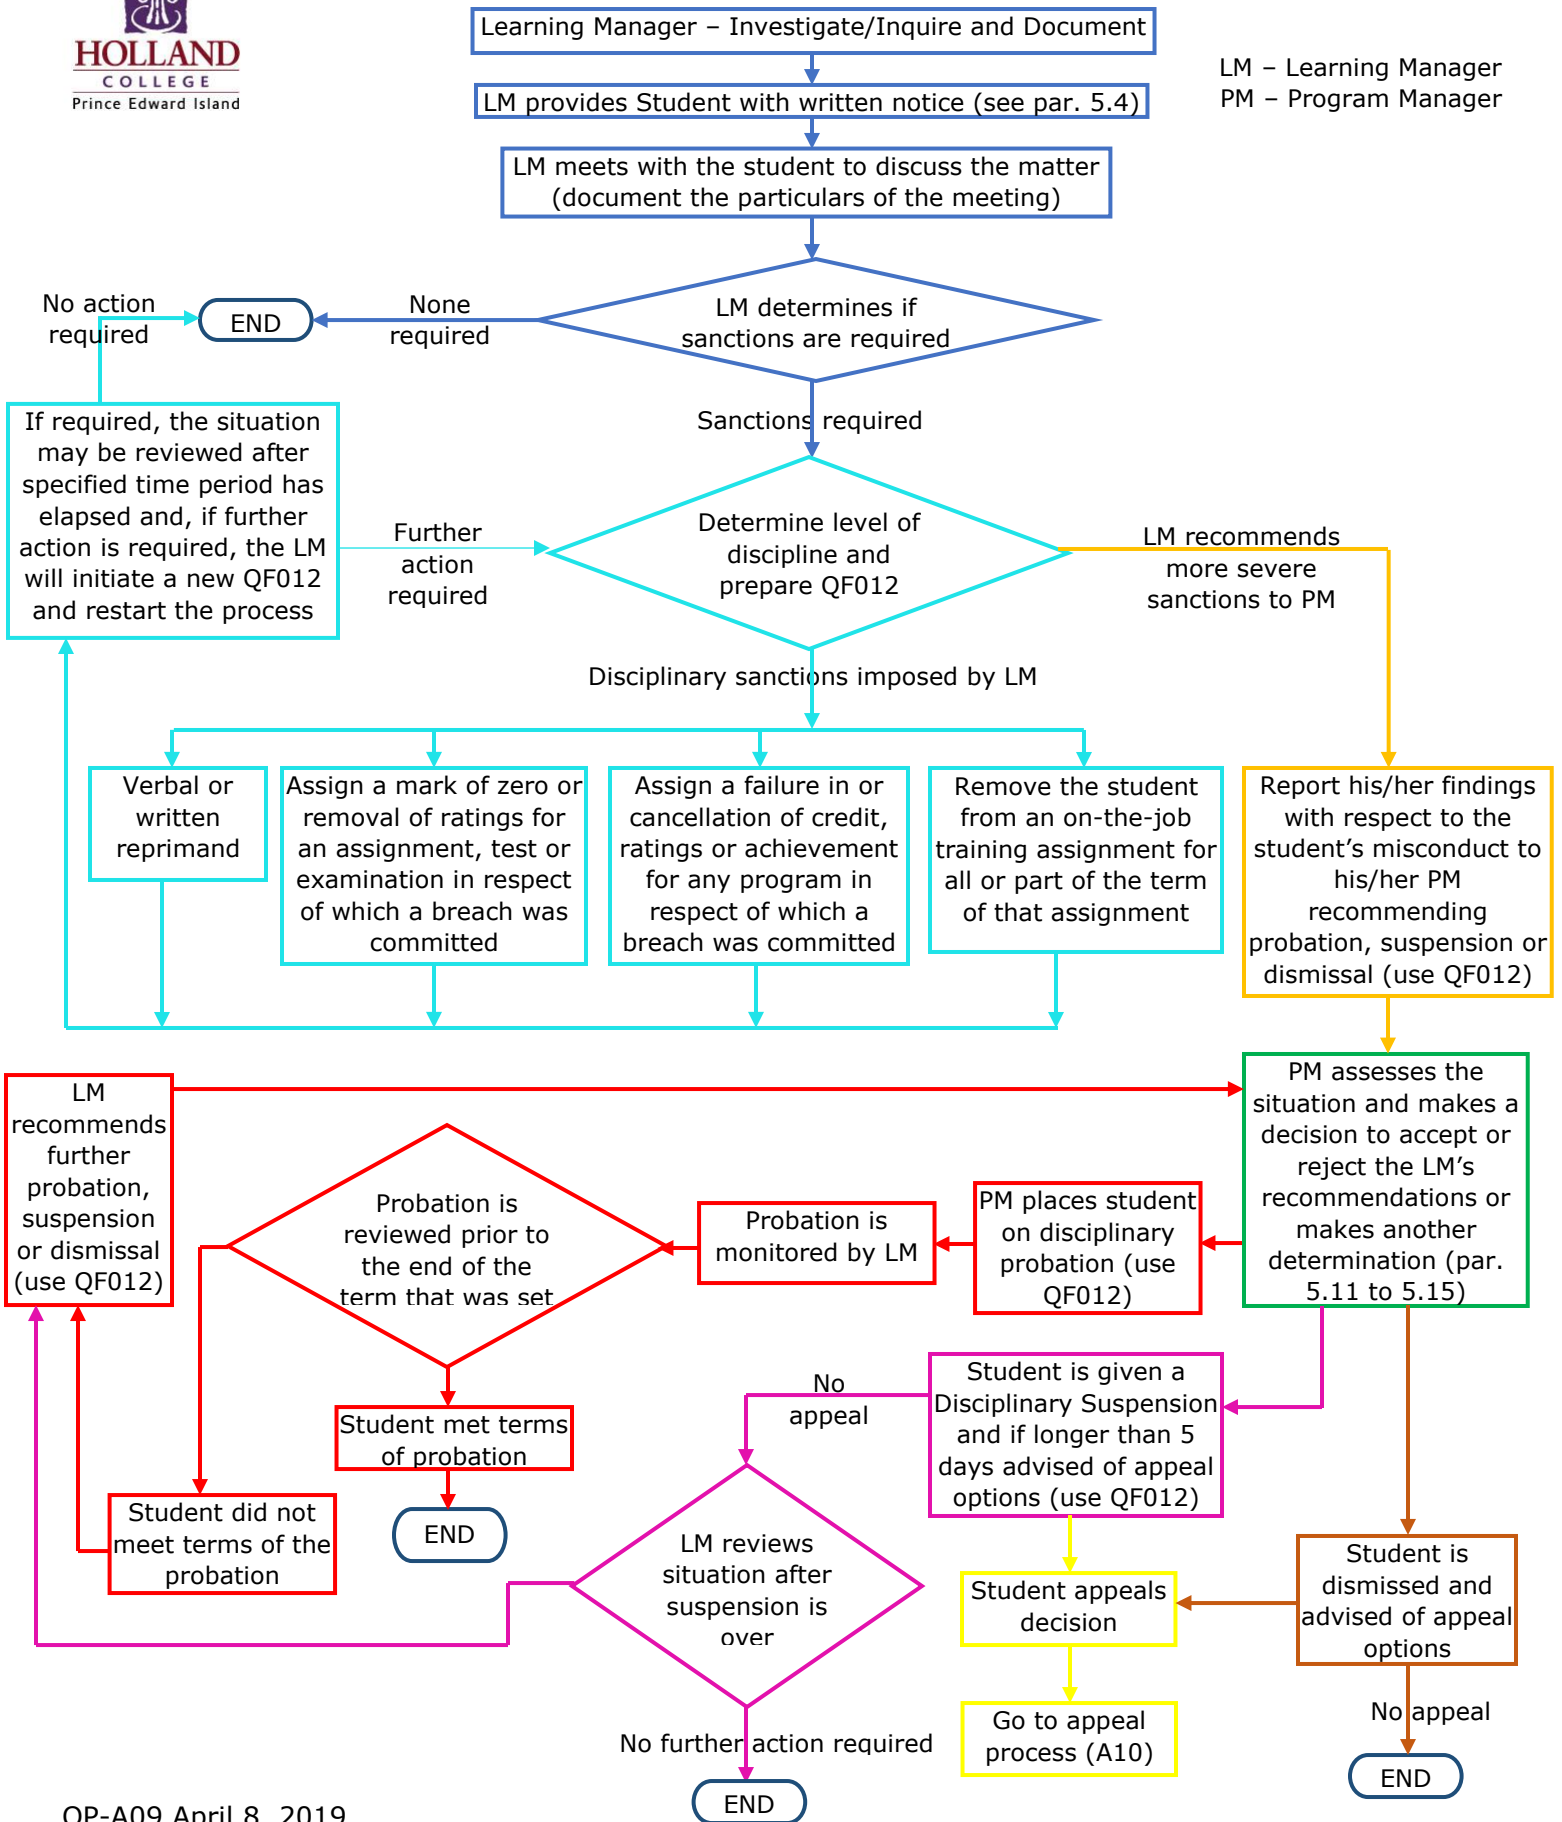 HOLLAND
COLLEGE
Prince Edward Island
Learning Manager – Investigate/Inquire and Document
LM – Learning Manager
PM – Program Manager
LM provides Student with written notice (see par. 5.4)
LM meets with the student to discuss the matter
(document the particulars of the meeting)
No action
required
END
None
required
LM determines if
sanctions are required
Sanctions required
If required, the situation
may be reviewed after
specified time period has
elapsed and, if further
action is required, the LM
will initiate a new QF012
and restart the process
Further
action
required
Determine level of
discipline and
prepare QF012
LM recommends
more severe
sanctions to PM
Disciplinary sanctions imposed by LM
Verbal or
written
reprimand
Assign a mark of zero or
removal of ratings for
an assignment, test or
examination in respect
of which a breach was
committed
Assign a failure in or
cancellation of credit,
ratings or achievement
for any program in
respect of which a
breach was committed
Remove the student
from an on-the-job
training assignment for
all or part of the term
of that assignment
Report his/her findings
with respect to the
student's misconduct to
his/her PM
recommending
probation, suspension or
dismissal (use QF012)
LM
recommends
further
probation,
suspension
or dismissal
(use QF012)
Probation is
reviewed prior to
the end of the
term that was set
Probation is
monitored by LM
PM places student
on disciplinary
probation (use
QF012)
PM assesses the
situation and makes a
decision to accept or
reject the LM's
recommendations or
makes another
determination (par.
5.11 to 5.15)
Student met terms
of probation
END
Student did not
meet terms of the
probation
No
appeal
Student is given a
Disciplinary Suspension
and if longer than 5
days advised of appeal
options (use QF012)
LM reviews
situation after
suspension is
over
Student appeals
decision
Student is
dismissed and
advised of appeal
options
Go to appeal
process (A10)
No appeal
No further action required
END
END
OP-A09 April 8, 2019